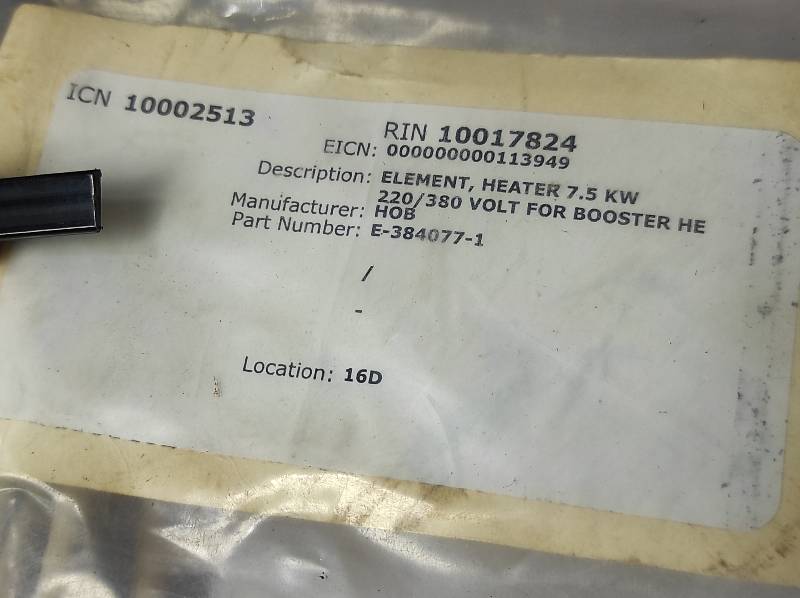 ICN 10002513
RIN 10017824
EICN: 000000000113949
Description: ELEMENT, HEATER 7.5 KW
220/380 VOLT FOR BOOSTER HE
Manufacturer: HOB
Part Number: E-384077-1
/
-
Location: 16D